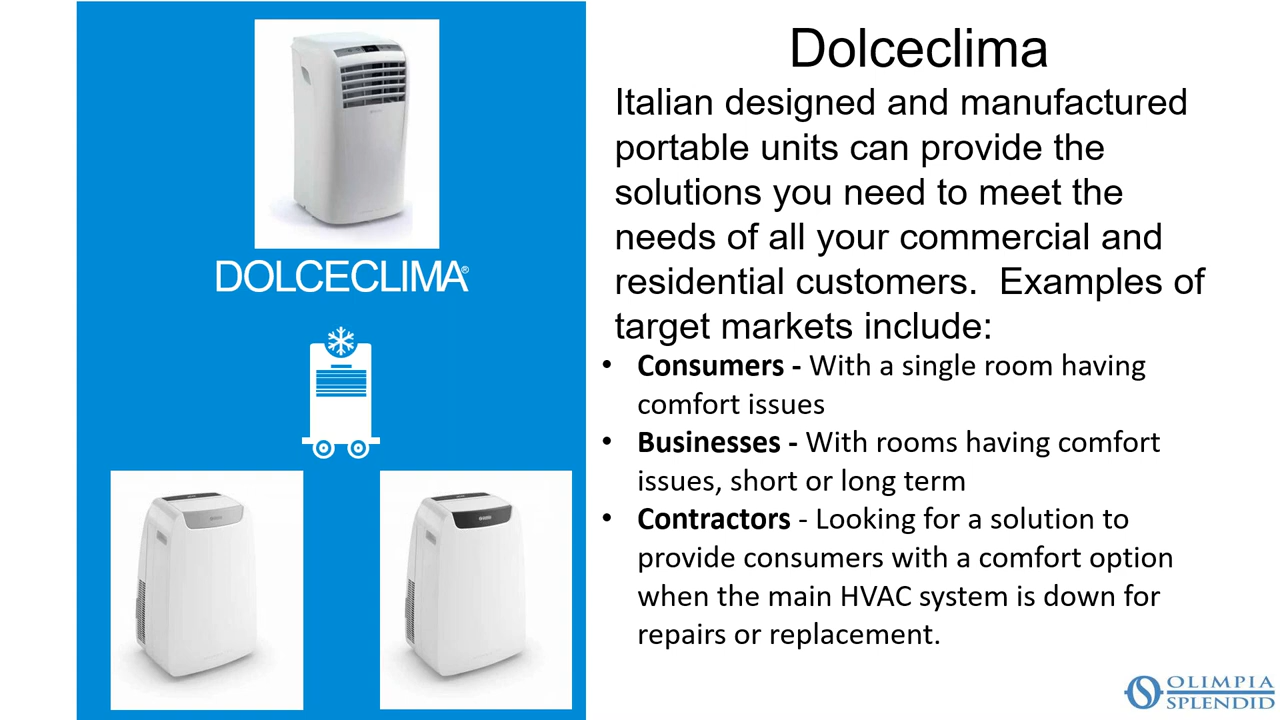 DOLCECLIMA®
Dolceclima
Italian designed and manufactured
portable units can provide the
solutions you need to meet the
needs of all your commercial and
residential customers.  Examples of
target markets include:
• Consumers - With a single room having
comfort issues
• Businesses - With rooms having comfort
issues, short or long term
• Contractors - Looking for a solution to
provide consumers with a comfort option
when the main HVAC system is down for
repairs or replacement.
OLIMPIA
SPLENDID